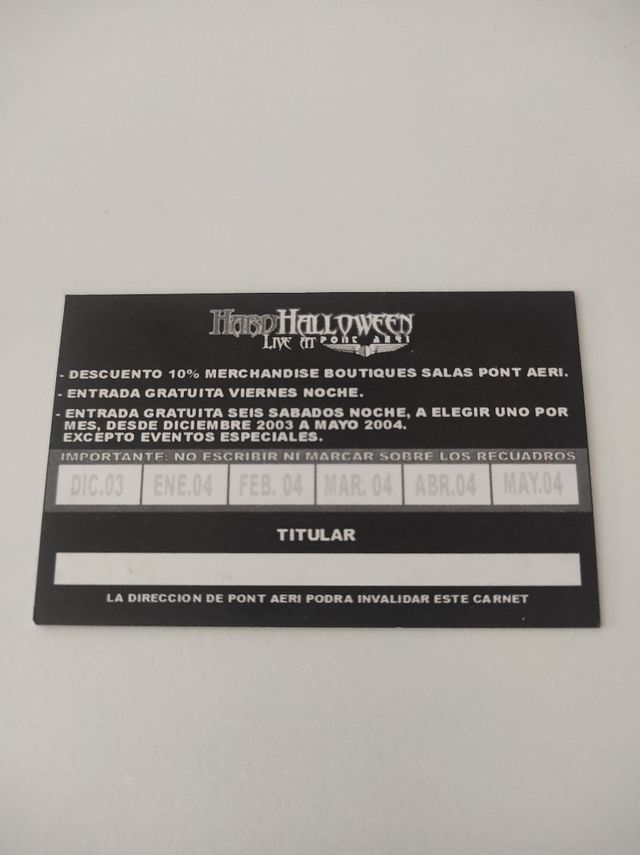 HARD HALLOWEEN
LIVE AT PONT AERI
- DESCUENTO 10% MERCHANDISE BOUTIQUES SALAS PONT AERI.
- ENTRADA GRATUITA VIERNES NOCHE.
- ENTRADA GRATUITA SEIS SABADOS NOCHE, A ELEGIR UNO POR
MES, DESDE DICIEMBRE 2003 A MAYO 2004.
EXCEPTO EVENTOS ESPECIALES.
IMPORTANTE: NO ESCRIBIR NI MARCAR SOBRE LOS RECUADROS
DIC.03 ENE.04 FEB. 04 MAR. 04 ABR.04 MAY.04
TITULAR
LA DIRECCION DE PONT AERI PODRA INVALIDAR ESTE CARNET